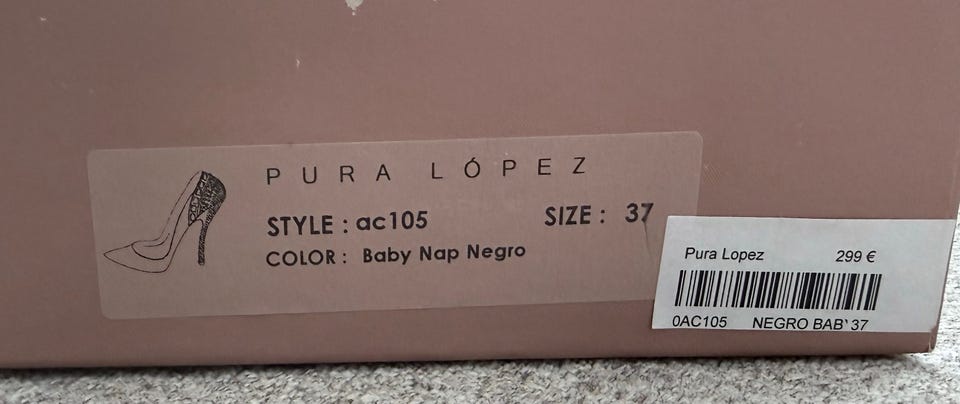 PURA LÓPEZ
STYLE : ac105 SIZE : 37
COLOR : Baby Nap Negro
Pura Lopez 299 €
0AC105 NEGRO BAB' 37